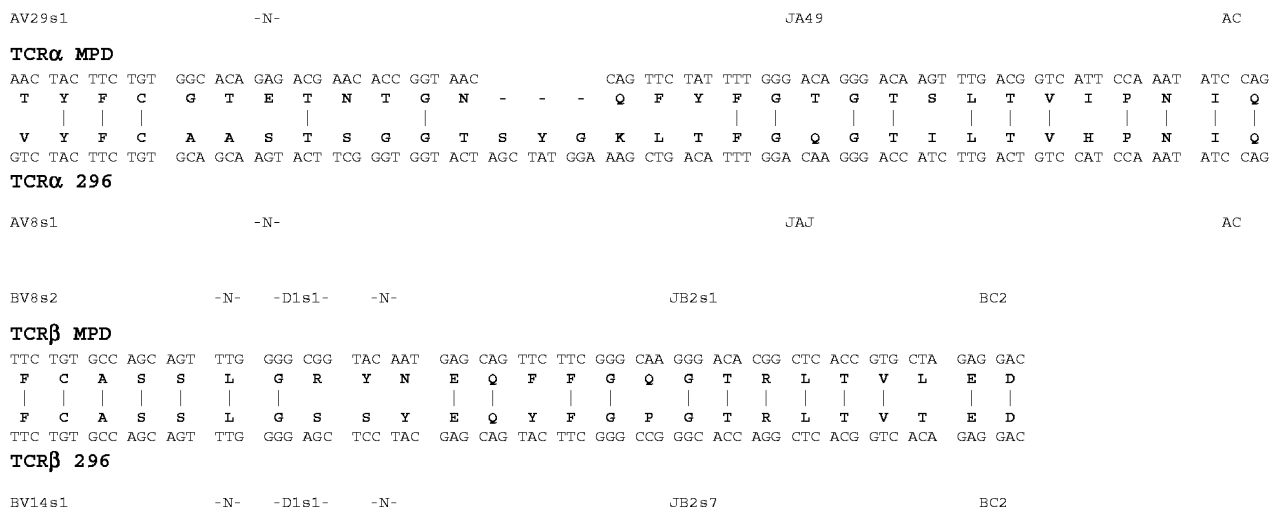 AV29s1 -N- JA49 AC
TCRα MPD
AAC TAC TTC TGT GGC ACA GAG ACG AAC ACC GGT AAC CAG TTC TAT TTT GGG ACA GGG ACA AGT TTG ACG GTC ATT CCA AAT ATC CAG
T Y F C G T E T N T G N - - - Q F Y F G T G T S L T V I P N I Q
| | | | | | | | | | | | | | |
V Y F C A A S T S G G T S Y G K L T F G Q G T I L T V H P N I Q
GTC TAC TTC TGT GCA GCA AGT ACT TCG GGT GGT ACT AGC TAT GGA AAG CTG ACA TTT GGA CAA GGG ACC ATC TTG ACT GTC CAT CCA AAT ATC CAG
TCRα 296
AV8s1 -N- JAJ AC
BV8s2 -N- -D1s1- -N- JB2s1 BC2
TCRβ MPD
TTC TGT GCC AGC AGT TTG GGG CGG TAC AAT GAG CAG TTC TTC GGG CAA GGG ACA CGG CTC ACC GTG CTA GAG GAC
F C A S S L G R Y N E Q F F G Q G T R L T V L E D
| | | | | | | | | | | | | | | | | | |
F C A S S L G S S Y E Q Y F G P G T R L T V T E D
TTC TGT GCC AGC AGT TTG GGG AGC TCC TAC GAG CAG TAC TTC GGG CCG GGC ACC AGG CTC ACG GTC ACA GAG GAC
TCRβ 296
BV14s1 -N- -D1s1- -N- JB2s7 BC2